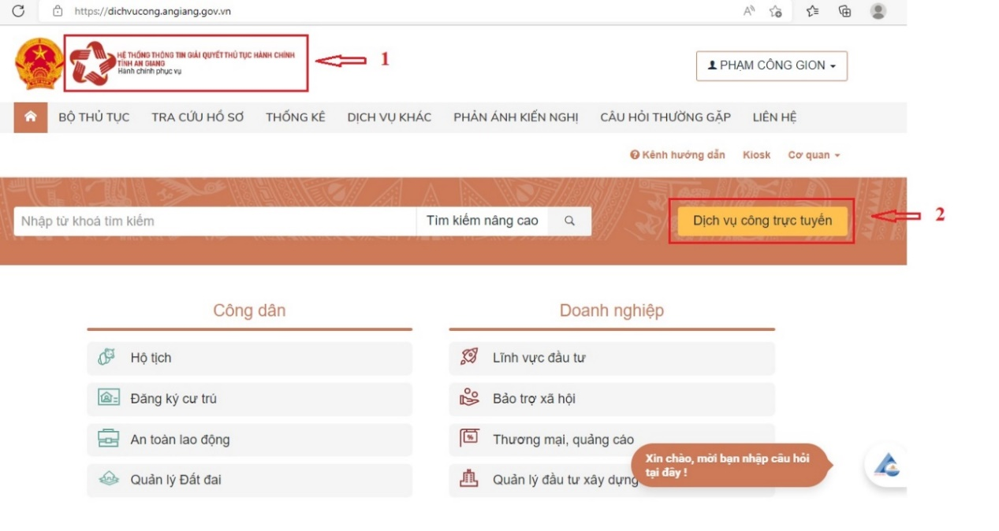 https://dichvucong.angiang.gov.vn
HỆ THỐNG THÔNG TIN GIẢI QUYẾT THỦ TỤC HÀNH CHÍNH
TỈNH AN GIANG
Hành chính phục vụ
1
PHẠM CÔNG GION
BỘ THỦ TỤC TRA CỨU HỒ SƠ THỐNG KÊ DỊCH VỤ KHÁC PHẢN ÁNH KIẾN NGHỊ CÂU HỎI THƯỜNG GẶP LIÊN HỆ
Kênh hướng dẫn Kiosk Cơ quan
Nhập từ khoá tìm kiếm Tìm kiếm nâng cao Dịch vụ công trực tuyến 2
Công dân
Hộ tịch
Đăng ký cư trú
An toàn lao động
Quản lý Đất đai
Doanh nghiệp
Lĩnh vực đầu tư
Bảo trợ xã hội
Thương mại, quảng cáo
Quản lý đầu tư xây dựng
Xin chào, mời bạn nhập câu hỏi
tại đây !